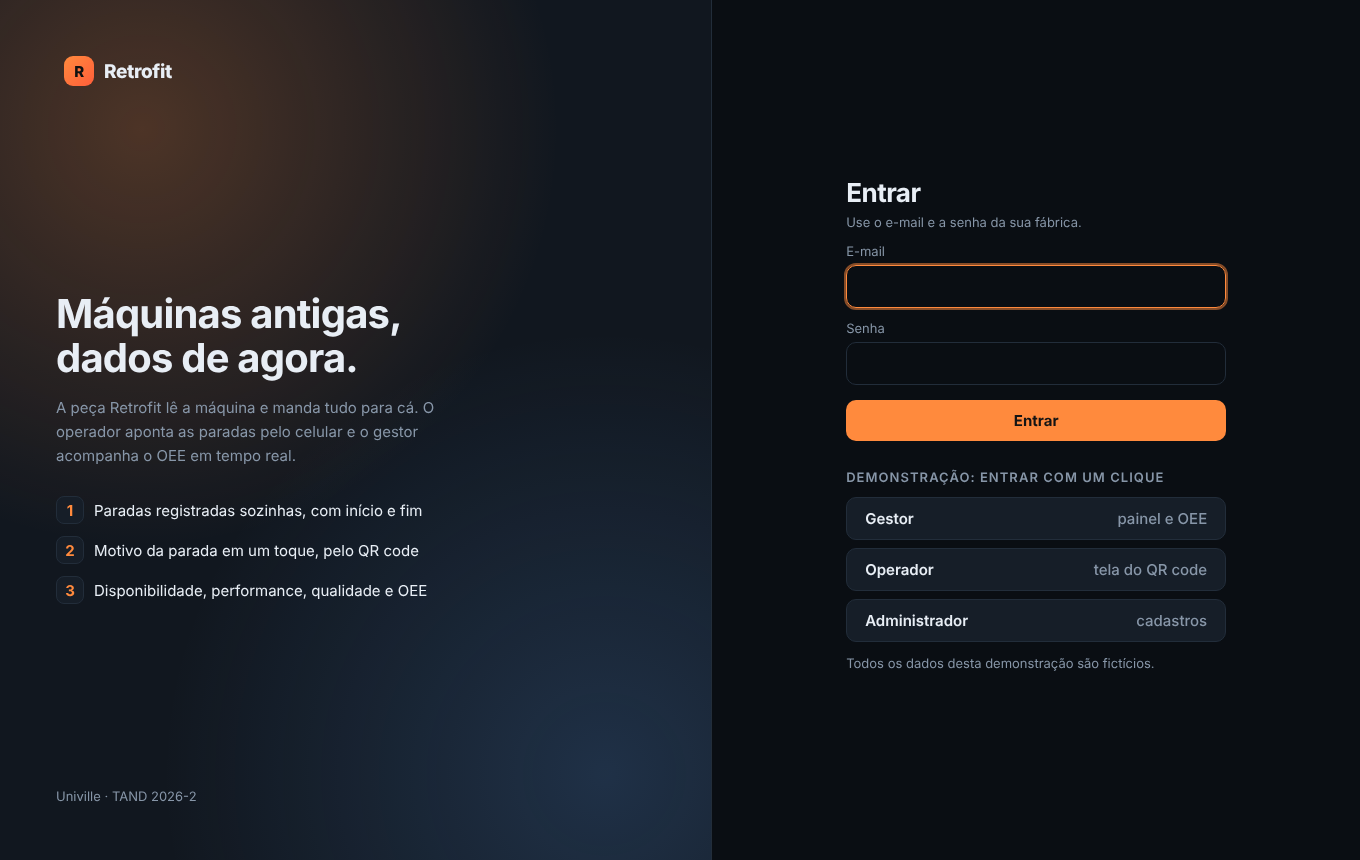 R Retrofit
Máquinas antigas,
dados de agora.
A peça Retrofit lê a máquina e manda tudo para cá. O
operador aponta as paradas pelo celular e o gestor
acompanha o OEE em tempo real.
1 Paradas registradas sozinhas, com início e fim
2 Motivo da parada em um toque, pelo QR code
3 Disponibilidade, performance, qualidade e OEE
Univille · TAND 2026-2
Entrar
Use o e-mail e a senha da sua fábrica.
E-mail
Senha
Entrar
DEMONSTRAÇÃO: ENTRAR COM UM CLIQUE
Gestor painel e OEE
Operador tela do QR code
Administrador cadastros
Todos os dados desta demonstração são fictícios.